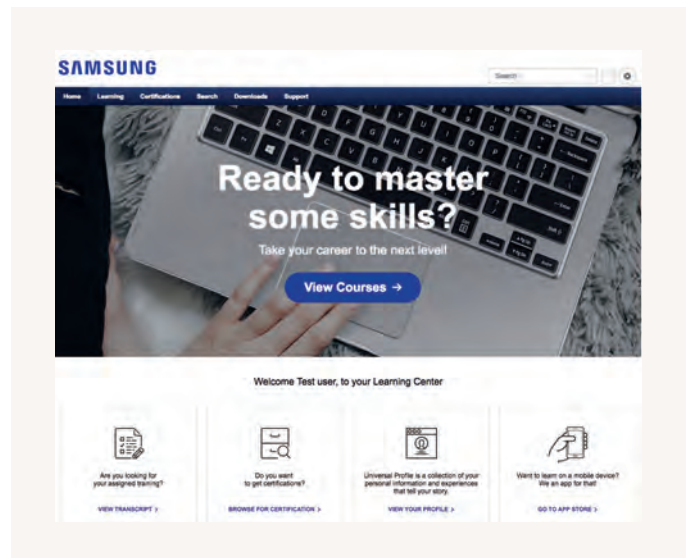 SAMSUNG
Search
Home Learning Certifications Search Downloads Support
Ready to master
some skills?
Take your career to the next level!
View Courses →
Welcome Test user, to your Learning Center
Are you looking for
your assigned training?
VIEW TRANSCRIPT >
Do you want
to get certifications?
BROWSE FOR CERTIFICATION >
Universal Profile is a collection of your
personal information and experiences
that tell your story.
VIEW YOUR PROFILE >
Want to learn on a mobile device?
We an app for that!
GO TO APP STORE >